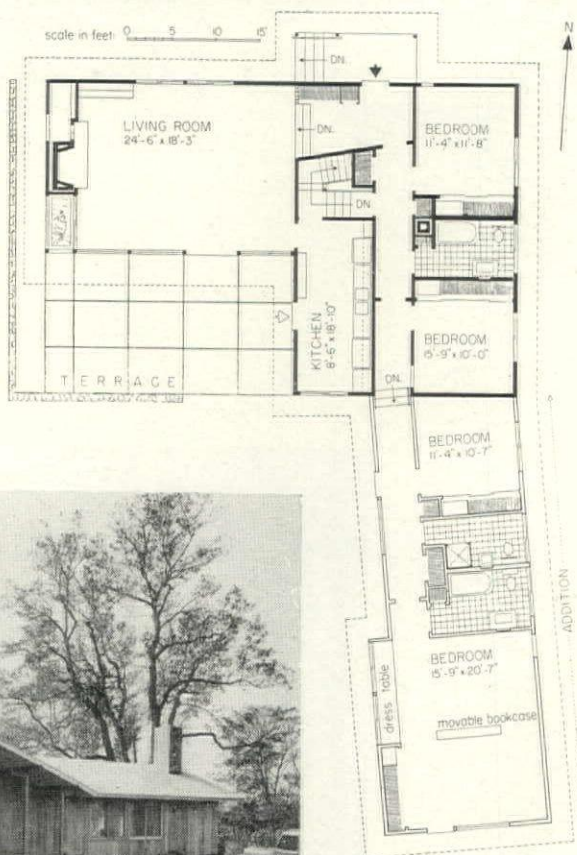 scale in feet: 0 5 10 15'
N
DN.
LIVING ROOM
24'-6" x 18'-3"
DN.
BEDROOM
11'-4" x 11'-8"
DN.
KITCHEN
8'-6" x 18'-10"
BEDROOM
15'-9" x 10'-0"
TERRACE
DN.
BEDROOM
11'-4" x 10'-7"
ADDITION
BEDROOM
15'-9" x 20'-7"
dress table
movable bookcase